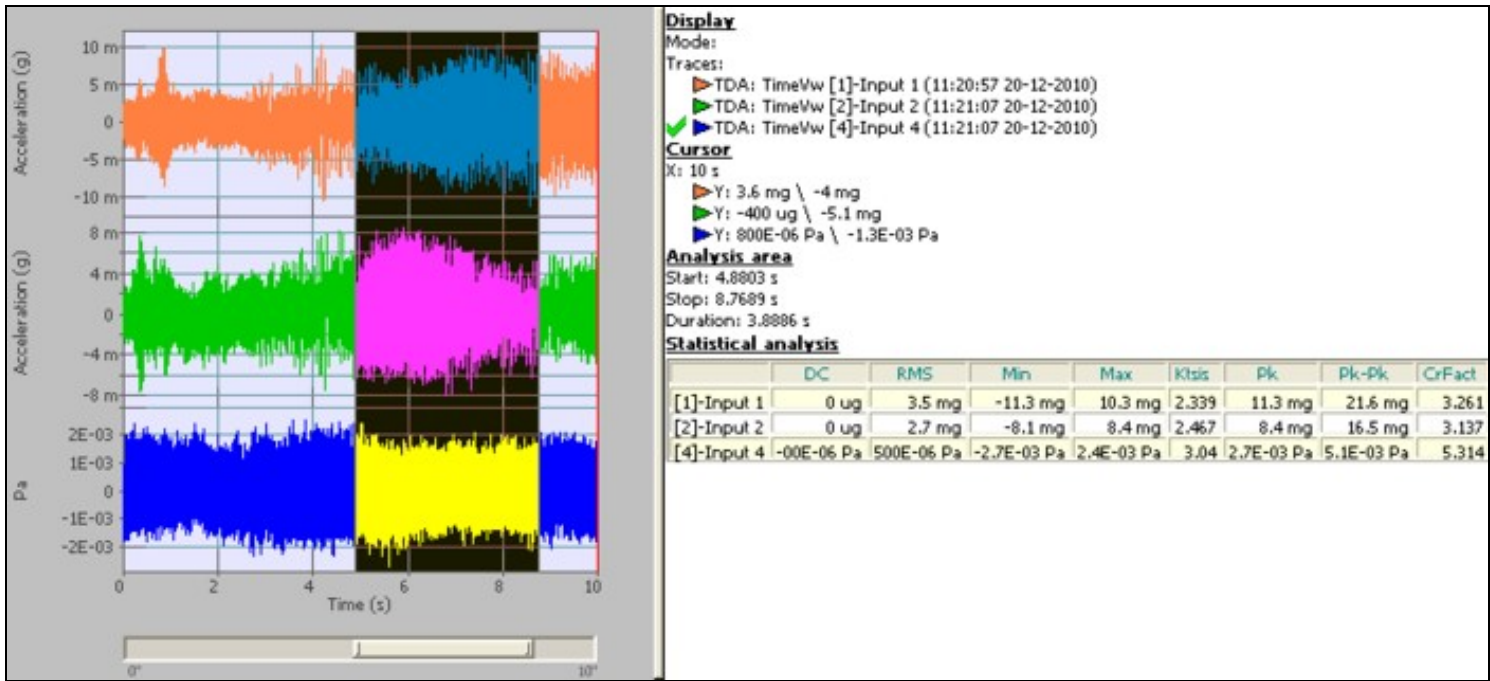 10 m
5 m
0
-5 m
-10 m
Acceleration (g)
8 m
4 m
0
-4 m
-8 m
Acceleration (g)
2E-03
1E-03
0
-1E-03
-2E-03
Pa
0 2 4 6 8 10
Time (s)
0" 10"
Display
Mode:
Traces:
TDA: TimeVw [1]-Input 1 (11:20:57 20-12-2010)
TDA: TimeVw [2]-Input 2 (11:21:07 20-12-2010)
TDA: TimeVw [4]-Input 4 (11:21:07 20-12-2010)
Cursor
X: 10 s
Y: 3.6 mg \ -4 mg
Y: -400 ug \ -5.1 mg
Y: 800E-06 Pa \ -1.3E-03 Pa
Analysis area
Start: 4.8803 s
Stop: 8.7689 s
Duration: 3.8886 s
Statistical analysis
DC RMS Min Max Ktsis Pk Pk-Pk CrFact
[1]-Input 1 0 ug 3.5 mg -11.3 mg 10.3 mg 2.339 11.3 mg 21.6 mg 3.261
[2]-Input 2 0 ug 2.7 mg -8.1 mg 8.4 mg 2.467 8.4 mg 16.5 mg 3.137
[4]-Input 4 -00E-06 Pa 500E-06 Pa -2.7E-03 Pa 2.4E-03 Pa 3.04 2.7E-03 Pa 5.1E-03 Pa 5.314